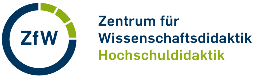 ZfW
Zentrum für
Wissenschaftsdidaktik
Hochschuldidaktik